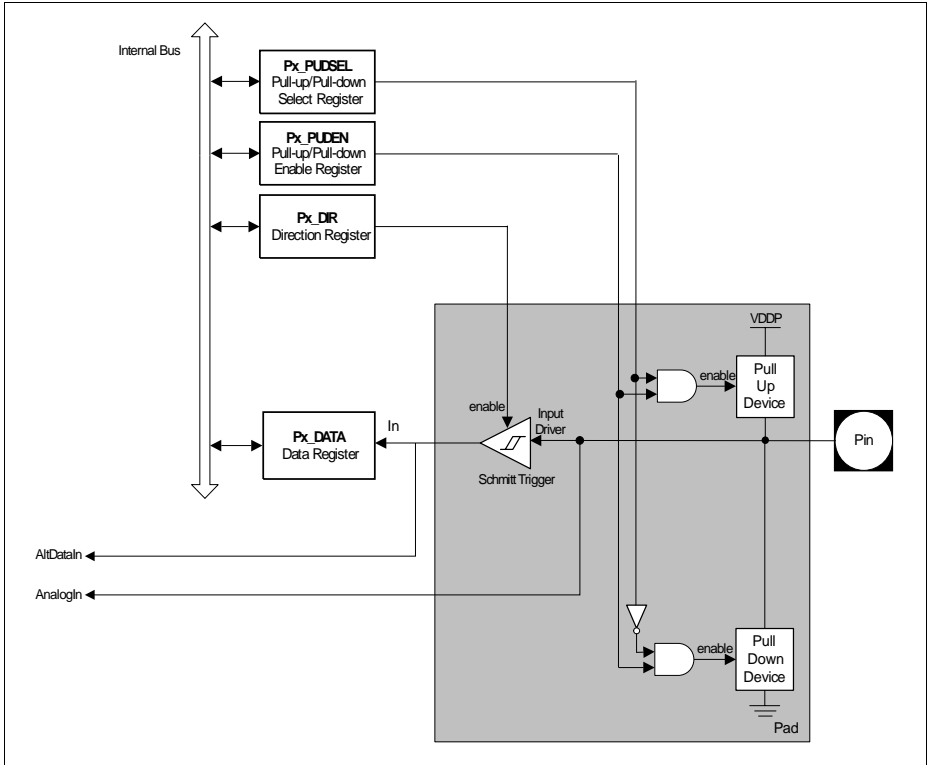 Internal Bus
Px_PUDSEL
Pull-up/Pull-down
Select Register
Px_PUDEN
Pull-up/Pull-down
Enable Register
Px_DIR
Direction Register
VDDP
enable
Pull
Up
Device
enable
Input
Driver
Px_DATA
Data Register
In
Schmitt Trigger
Pin
AltDataIn
AnalogIn
enable
Pull
Down
Device
Pad